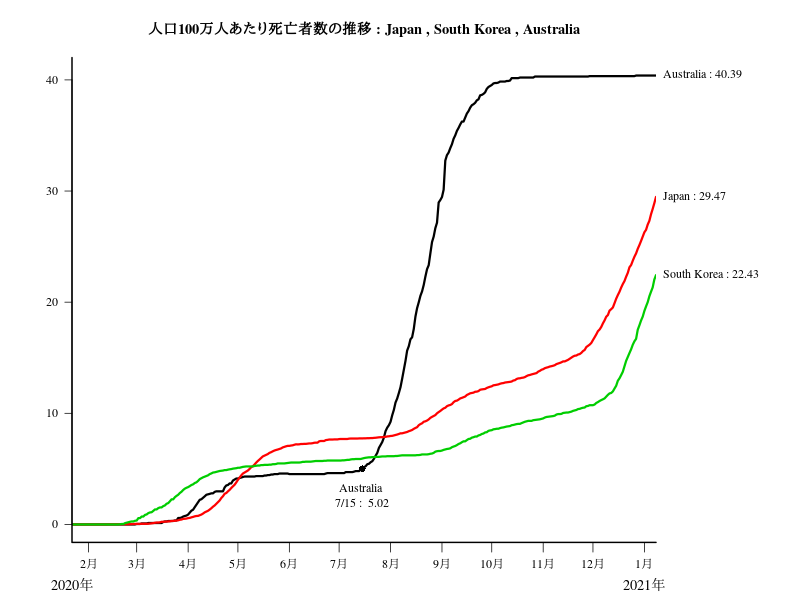 人口100万人あたり死亡者数の推移 : Japan , South Korea , Australia
40
30
20
10
0
Australia : 40.39
Japan : 29.47
South Korea : 22.43
Australia
7/15 : 5.02
2月 3月 4月 5月 6月 7月 8月 9月 10月 11月 12月 1月
2020年 2021年